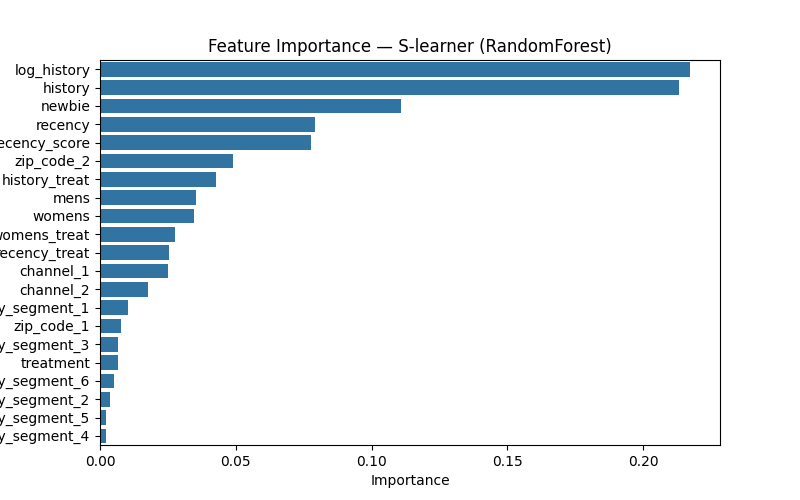 Feature Importance — S-learner (RandomForest)
log_history
history
newbie
recency
ecency_score
zip_code_2
history_treat
mens
womens
womens_treat
recency_treat
channel_1
channel_2
y_segment_1
zip_code_1
y_segment_3
treatment
y_segment_6
y_segment_2
y_segment_5
y_segment_4
0.00 0.05 0.10 0.15 0.20
Importance